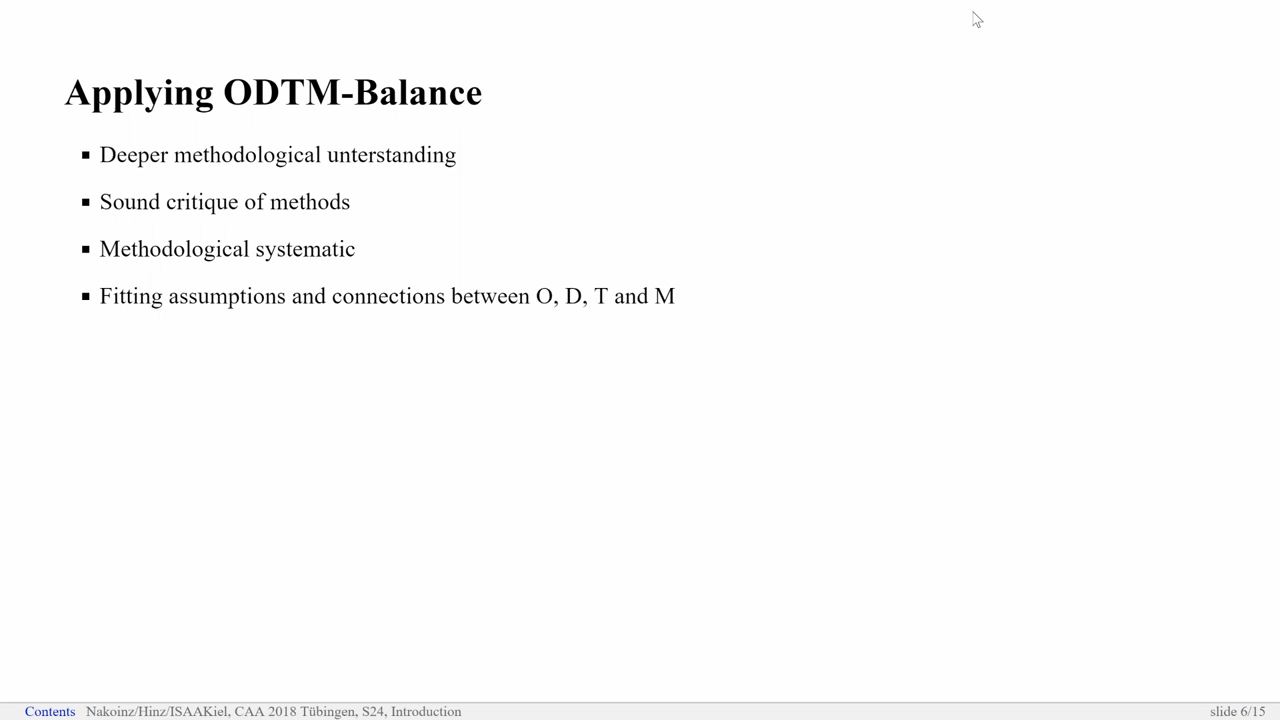 Applying ODTM-Balance
Deeper methodological unterstanding
Sound critique of methods
Methodological systematic
Fitting assumptions and connections between O, D, T and M
Contents Nakoinz/Hinz/ISAAKiel, CAA 2018 Tübingen, S24, Introduction slide 6/15